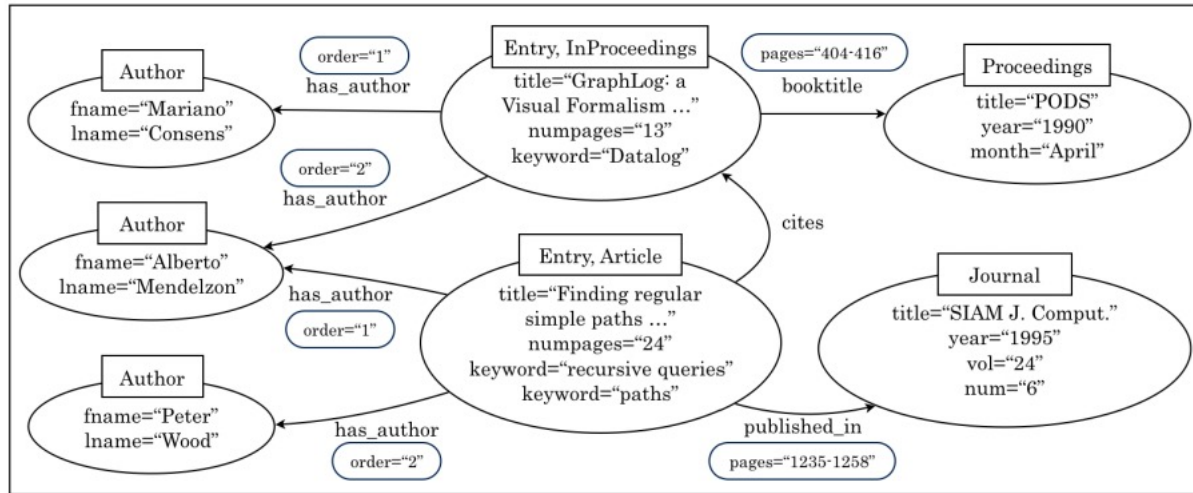 Author
fname=“Mariano”
lname=“Consens”
order=“1”
has_author
Entry, InProceedings
title=“GraphLog: a
Visual Formalism ...”
numpages=“13”
keyword=“Datalog”
pages=“404-416”
booktitle
Proceedings
title=“PODS”
year=“1990”
month=“April”
order=“2”
has_author
Author
fname=“Alberto”
lname=“Mendelzon”
has_author
order=“1”
Entry, Article
title=“Finding regular
simple paths ...”
numpages=“24”
keyword=“recursive queries”
keyword=“paths”
cites
Journal
title=“SIAM J. Comput.”
year=“1995”
vol=“24”
num=“6”
Author
fname=“Peter”
lname=“Wood”
has_author
order=“2”
published_in
pages=“1235-1258”